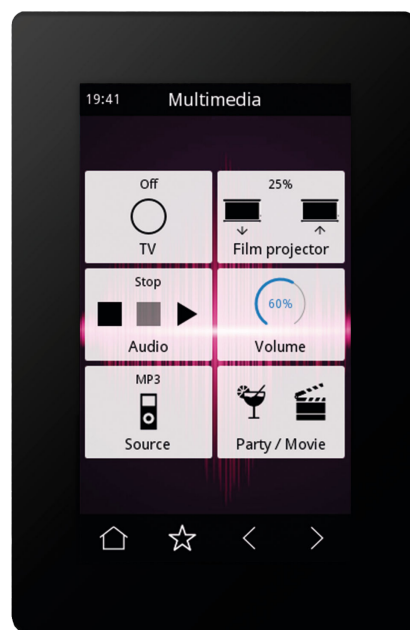 19:41 Multimedia
Off
TV
25%
Film projector
Stop
Audio
60%
Volume
MP3
Source
Party / Movie